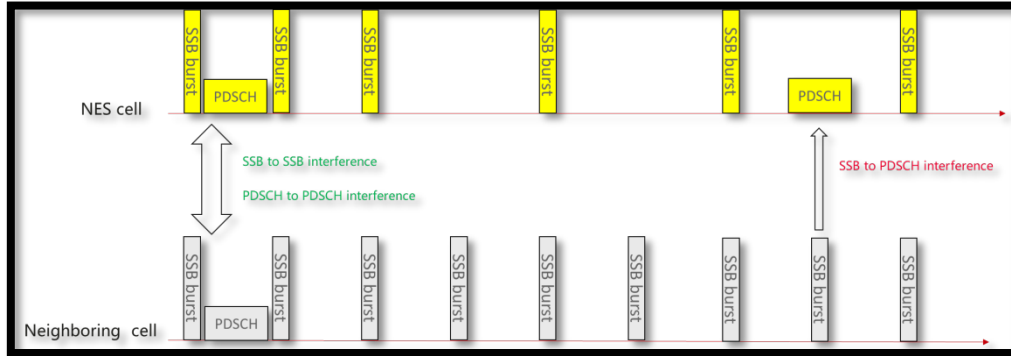 SSB burst
PDSCH
SSB burst
SSB burst
SSB burst
SSB burst
PDSCH
SSB burst
NES cell
SSB to SSB interference
PDSCH to PDSCH interference
SSB to PDSCH interference
SSB burst
PDSCH
SSB burst
SSB burst
SSB burst
SSB burst
SSB burst
SSB burst
SSB burst
SSB burst
Neighboring cell